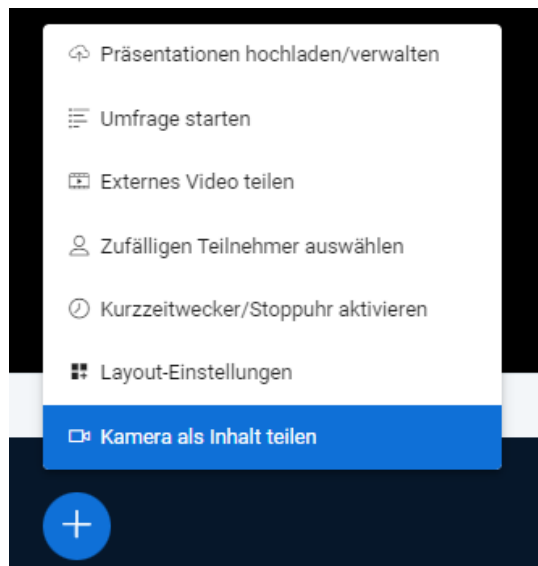 Präsentationen hochladen/verwalten
Umfrage starten
Externes Video teilen
Zufälligen Teilnehmer auswählen
Kurzzeitwecker/Stoppuhr aktivieren
Layout-Einstellungen
Kamera als Inhalt teilen